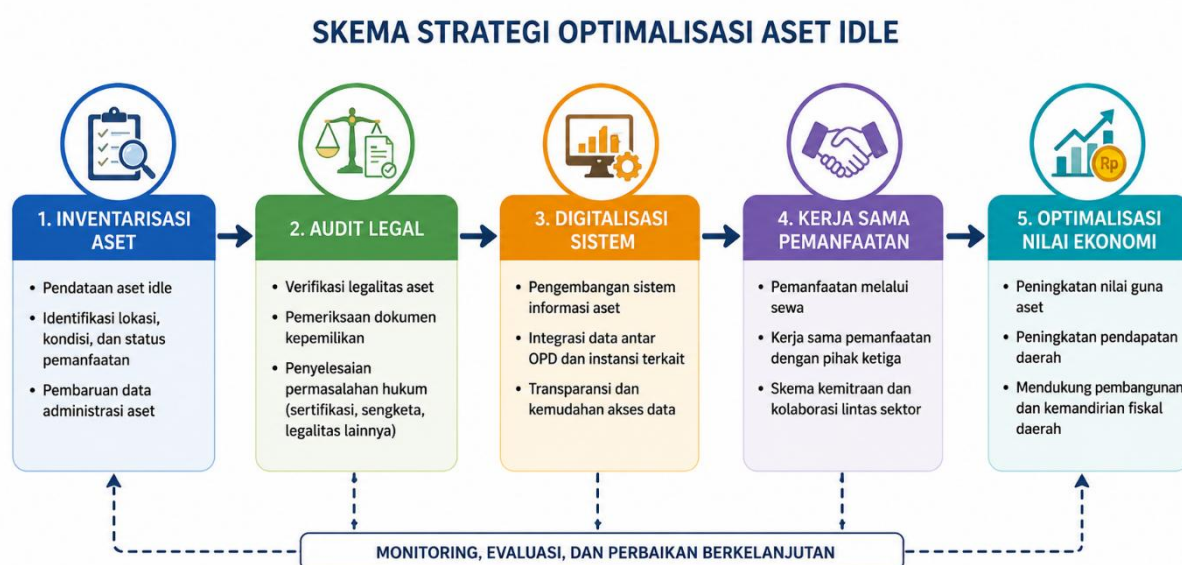 SKEMA STRATEGI OPTIMALISASI ASET IDLE
1. INVENTARISASI
ASET
• Pendataan aset idle
• Identifikasi lokasi,
kondisi, dan status
pemanfaatan
• Pembaruan data
administrasi aset
2. AUDIT LEGAL
• Verifikasi legalitas aset
• Pemeriksaan dokumen
kepemilikan
• Penyelesaian
permasalahan hukum
(sertifikasi, sengketa,
legalitas lainnya)
3. DIGITALISASI
SISTEM
• Pengembangan sistem
informasi aset
• Integrasi data antar
OPD dan instansi terkait
• Transparansi dan
kemudahan akses data
4. KERJA SAMA
PEMANFAATAN
• Pemanfaatan melalui
sewa
• Kerja sama pemanfaatan
dengan pihak ketiga
• Skema kemitraan dan
kolaborasi lintas sektor
Rp
5. OPTIMALISASI
NILAI EKONOMI
• Peningkatan nilai guna
aset
• Peningkatan pendapatan
daerah
• Mendukung pembangunan
dan kemandirian fiskal
daerah
MONITORING, EVALUASI, DAN PERBAIKAN BERKELANJUTAN